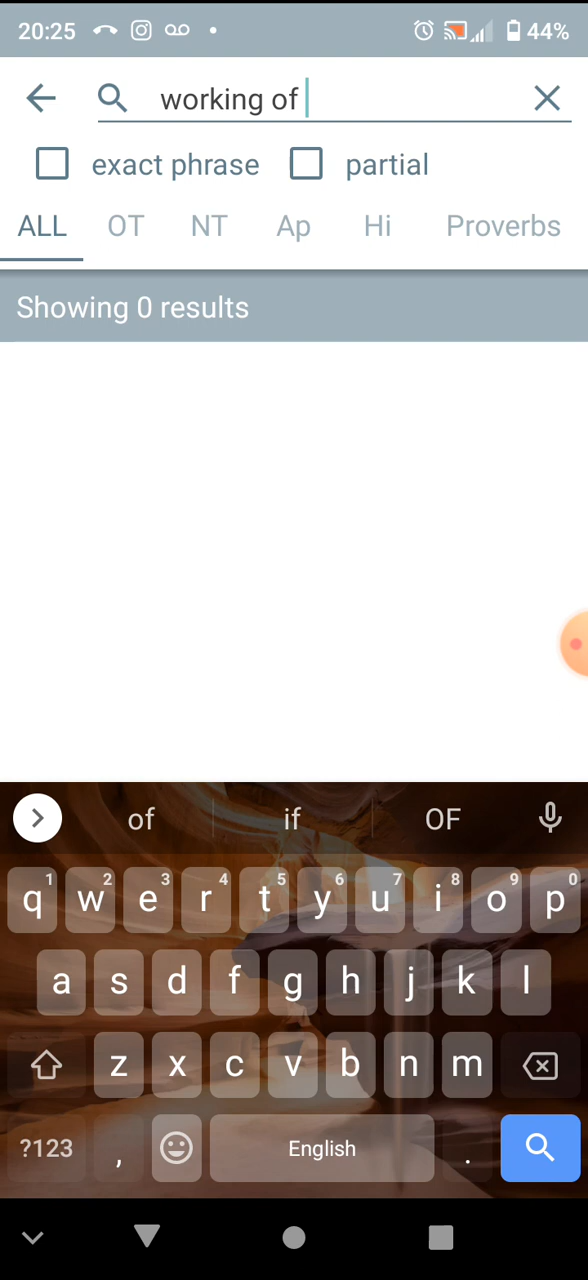 20:25 44%
working of
exact phrase partial
ALL OT NT Ap Hi Proverbs
Showing 0 results
of if OF
q1 w2 e3 r4 t5 y6 u7 i8 o9 p0
a s d f g h j k l
z x c v b n m
?123 , English .